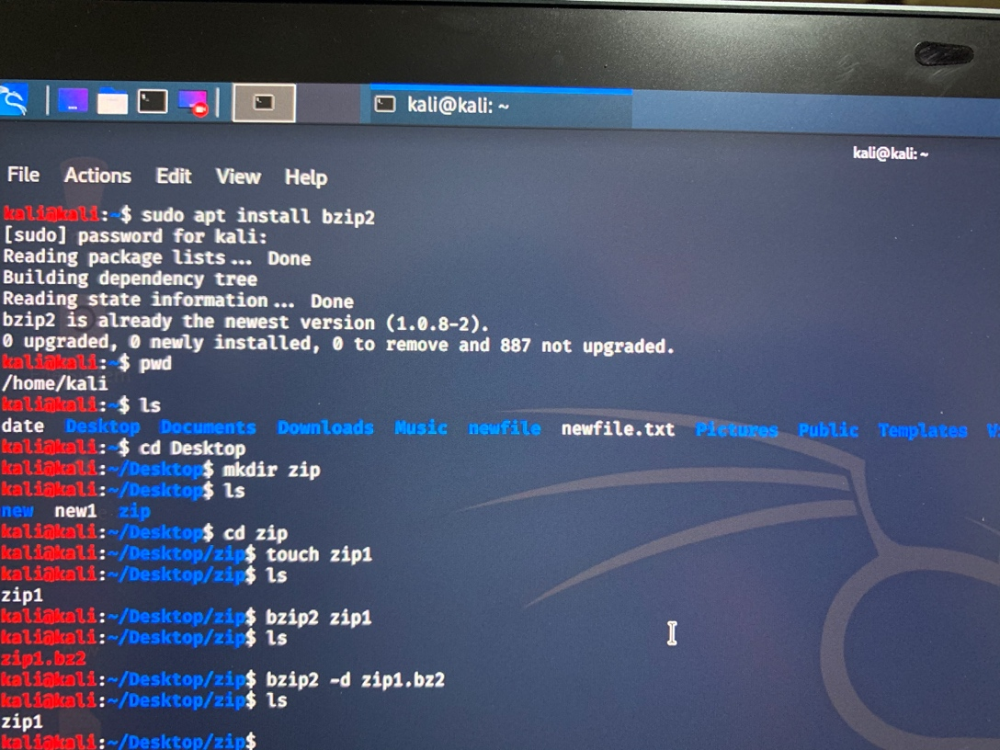 kali@kali: ~
kali@kali: ~
File Actions Edit View Help
kali@kali:~$ sudo apt install bzip2
[sudo] password for kali:
Reading package lists ... Done
Building dependency tree
Reading state information ... Done
bzip2 is already the newest version (1.0.8-2).
0 upgraded, 0 newly installed, 0 to remove and 887 not upgraded.
kali@kali:~$ pwd
/home/kali
kali@kali:~$ ls
date Desktop Documents Downloads Music newfile newfile.txt Pictures Public Templates
kali@kali:~$ cd Desktop
kali@kali:~/Desktop$ mkdir zip
kali@kali:~/Desktop$ ls
new new1 zip
kali@kali:~/Desktop$ cd zip
kali@kali:~/Desktop/zip$ touch zip1
kali@kali:~/Desktop/zip$ ls
zip1
kali@kali:~/Desktop/zip$ bzip2 zip1
kali@kali:~/Desktop/zip$ ls
zip1.bz2
kali@kali:~/Desktop/zip$ bzip2 -d zip1.bz2
kali@kali:~/Desktop/zip$ ls
zip1
kali@kali:~/Desktop/zip$